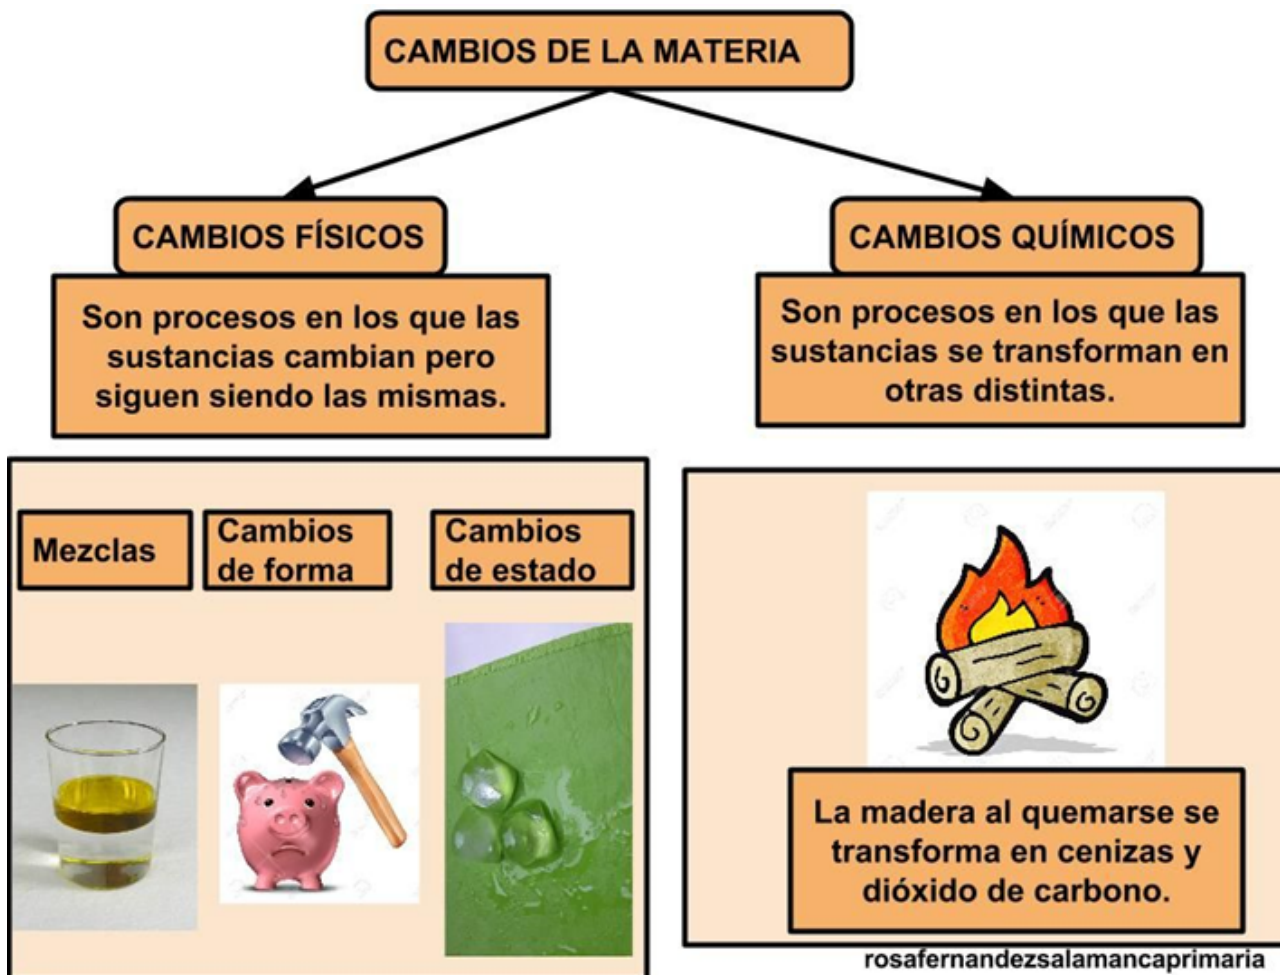 CAMBIOS DE LA MATERIA
CAMBIOS FÍSICOS
Son procesos en los que las
sustancias cambian pero
siguen siendo las mismas.
CAMBIOS QUÍMICOS
Son procesos en los que las
sustancias se transforman en
otras distintas.
Mezclas
Cambios
de forma
Cambios
de estado
La madera al quemarse se
transforma en cenizas y
dióxido de carbono.
rosafernandezsalamancaprimaria